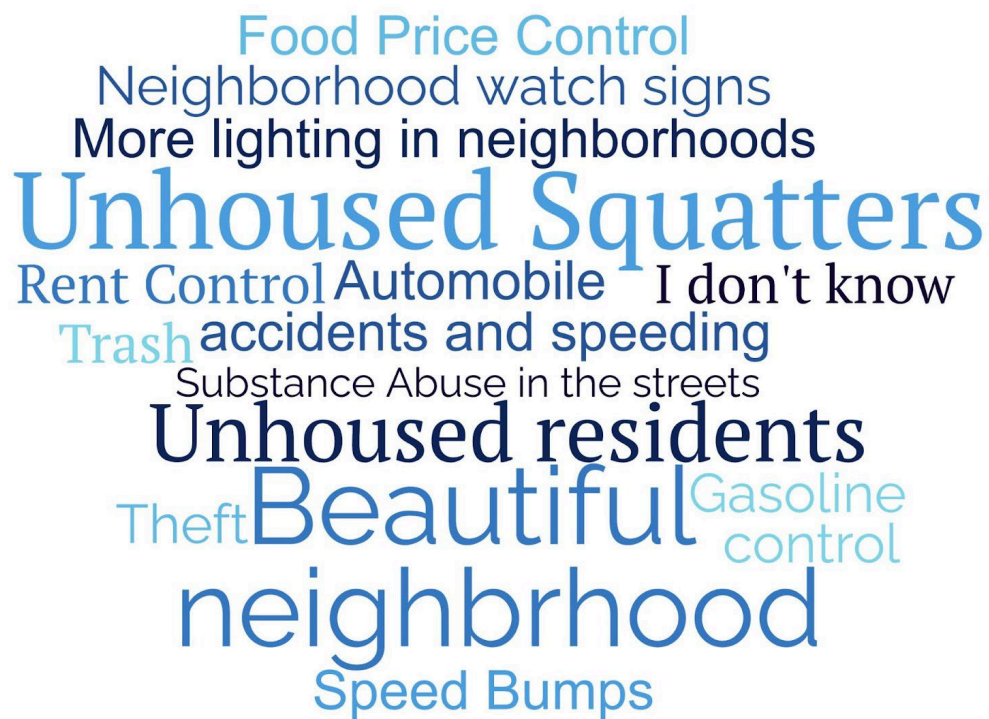 Food Price Control
Neighborhood watch signs
More lighting in neighborhoods
Unhoused Squatters
Rent Control
Automobile
accidents and speeding
I don't know
Trash
Substance Abuse in the streets
Unhoused residents
Theft
Beautiful
neighbrhood
Gasoline
control
Speed Bumps